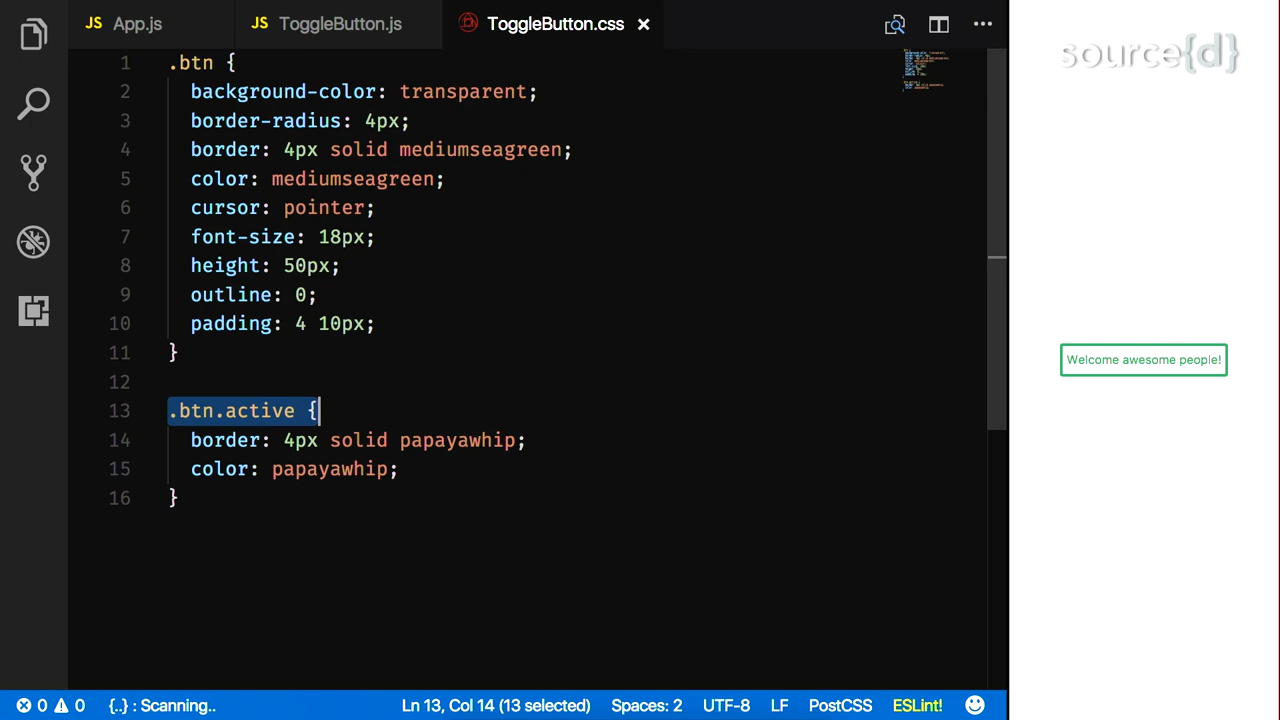 JS App.js
JS ToggleButton.js
ToggleButton.css
source{d}
1 .btn {
2 background-color: transparent;
3 border-radius: 4px;
4 border: 4px solid mediumseagreen;
5 color: mediumseagreen;
6 cursor: pointer;
7 font-size: 18px;
8 height: 50px;
9 outline: 0;
10 padding: 4 10px;
11 }
12
13 .btn.active {
14 border: 4px solid papayawhip;
15 color: papayawhip;
16 }
Welcome awesome people!
0 0 {..} : Scanning.. Ln 13, Col 14 (13 selected) Spaces: 2 UTF-8 LF PostCSS ESLint!